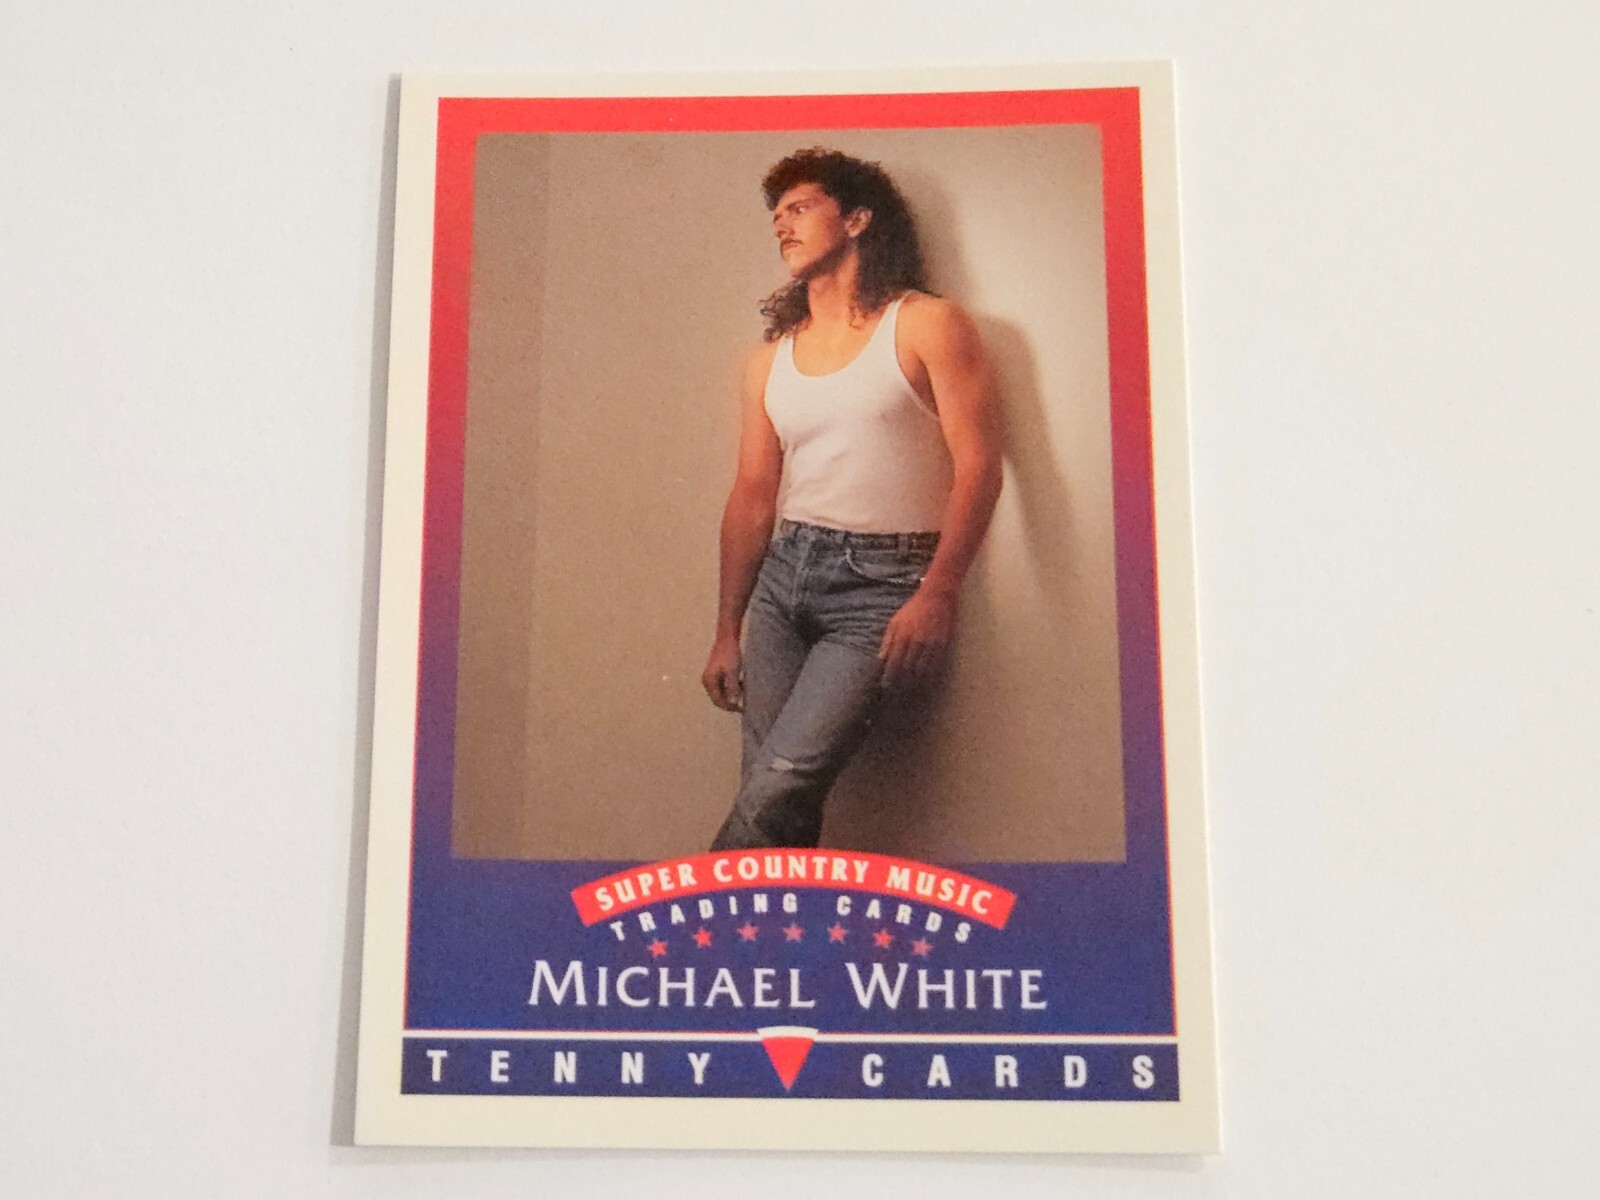 SUPER COUNTRY MUSIC
TRADING CARDS
MICHAEL WHITE
TENNY CARDS